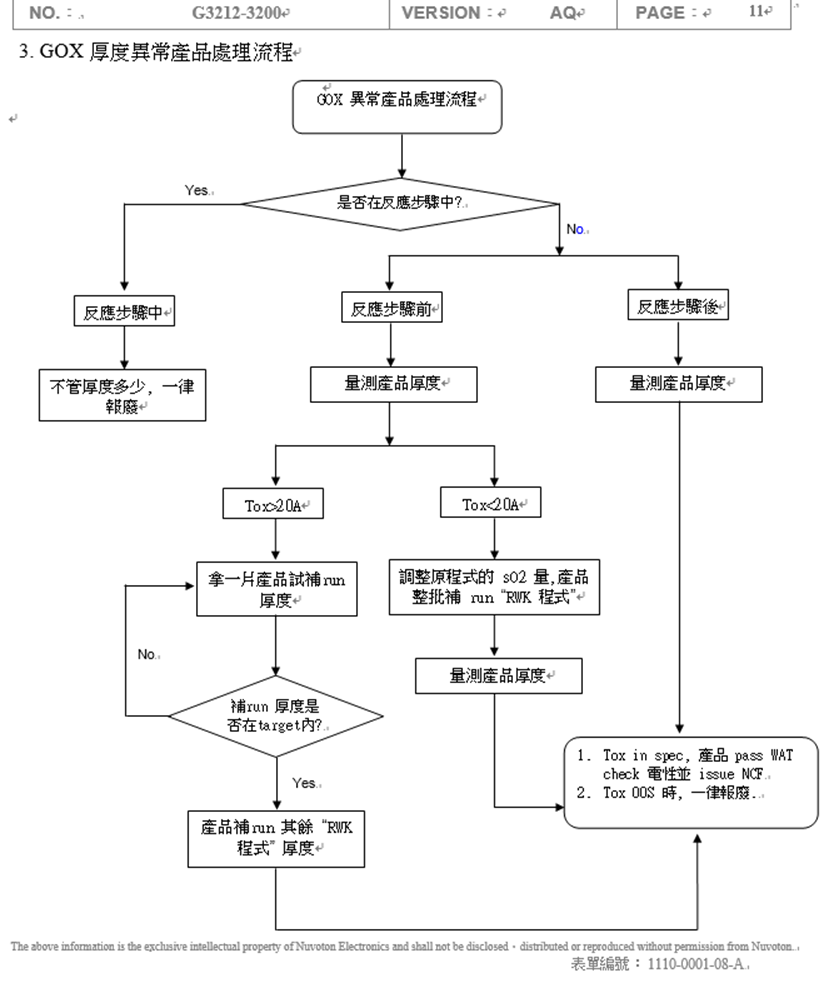 NO.： G3212-3200 VERSION： AQ PAGE： 11
3. GOX 厚度異常產品處理流程
GOX 異常產品處理流程
是否在反應步驟中?
Yes
No
反應步驟中
反應步驟前
反應步驟後
不管厚度多少, 一律
報廢
量測產品厚度
量測產品厚度
Tox>20A
Tox<20A
拿一片產品試補run
厚度
調整原程式的 sO2 量,產品
整批補 run “RWK 程式”
No
量測產品厚度
補run 厚度是
否在target內?
Yes
1. Tox in spec, 產品 pass WAT
check 電性並 issue NCF.
2. Tox OOS 時, 一律報廢.
產品補run 其餘 “RWK
程式” 厚度
The above information is the exclusive intellectual property of Nuvoton Electronics and shall not be disclosed，distributed or reproduced without permission from Nuvoton.
表單編號：1110-0001-08-A